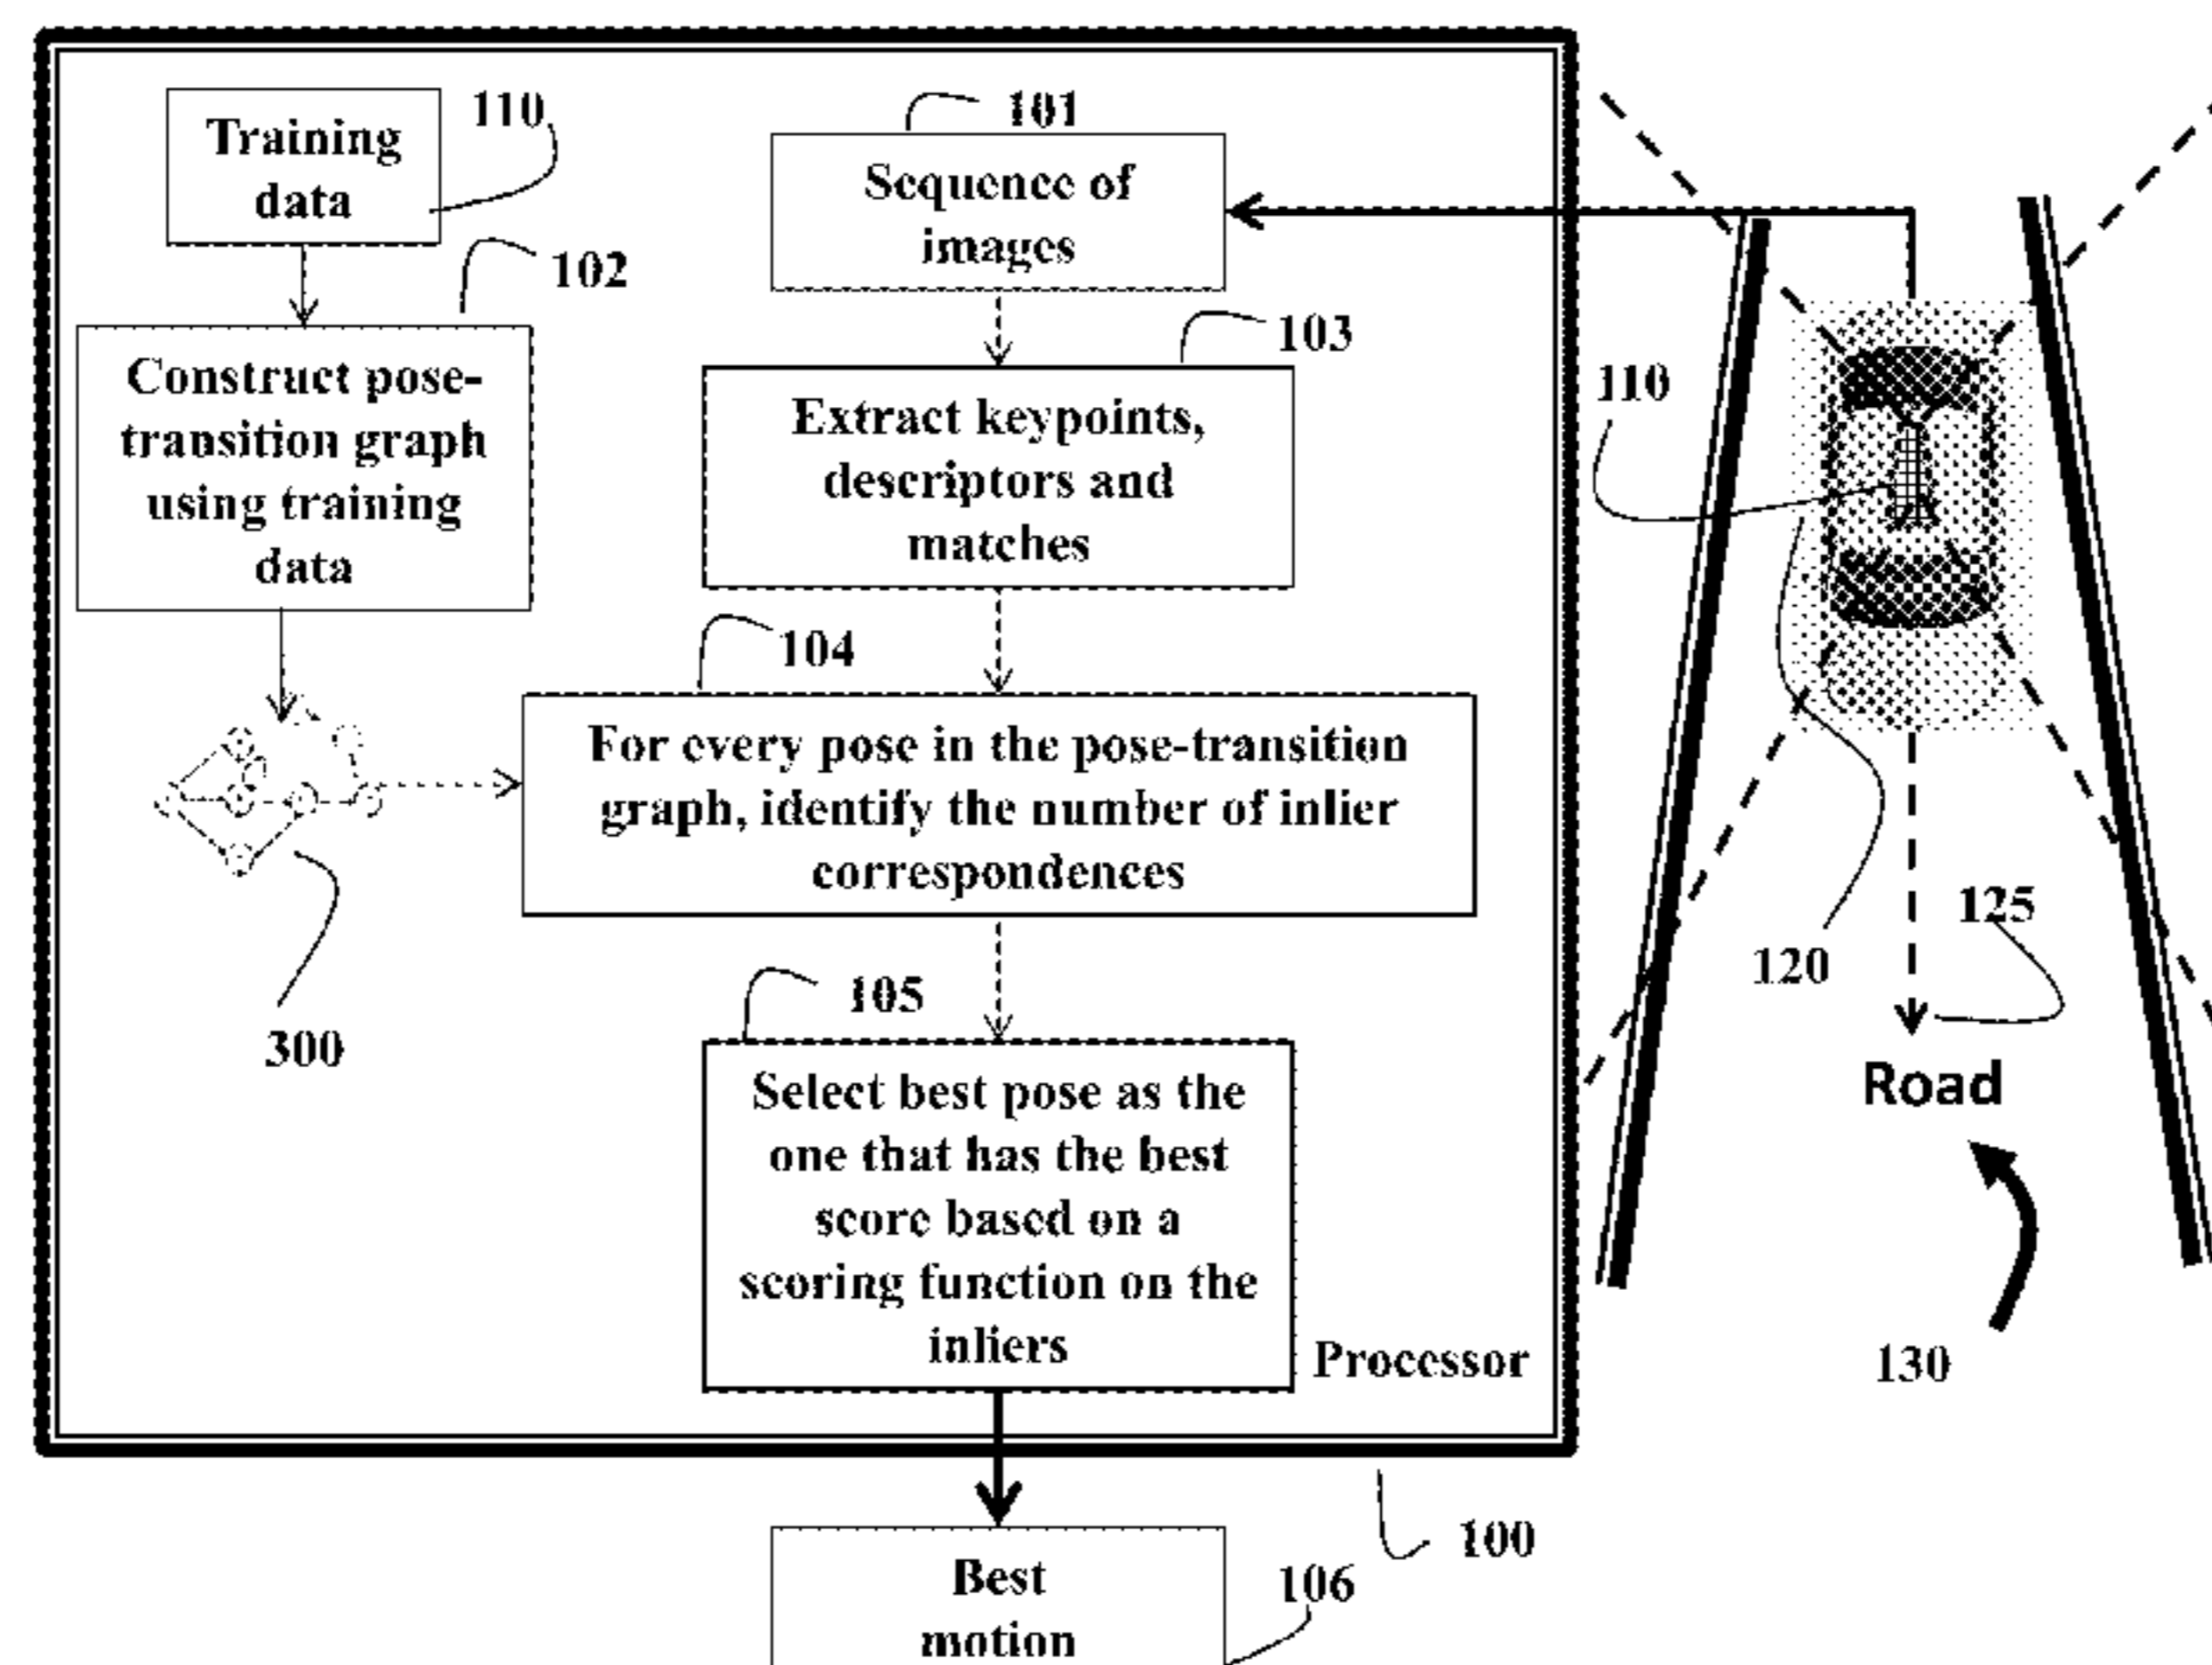 Training
data
110
101
Sequence of
images
102
Construct pose-
transition graph
using training
data
103
Extract keypoints,
descriptors and
matches
104
For every pose in the pose-transition
graph, identify the number of inlier
correspondences
300
105
Select best pose as the
one that has the best
score based on a
scoring function on the
inliers
Processor
100
Best
motion
106
110
120
125
Road
130